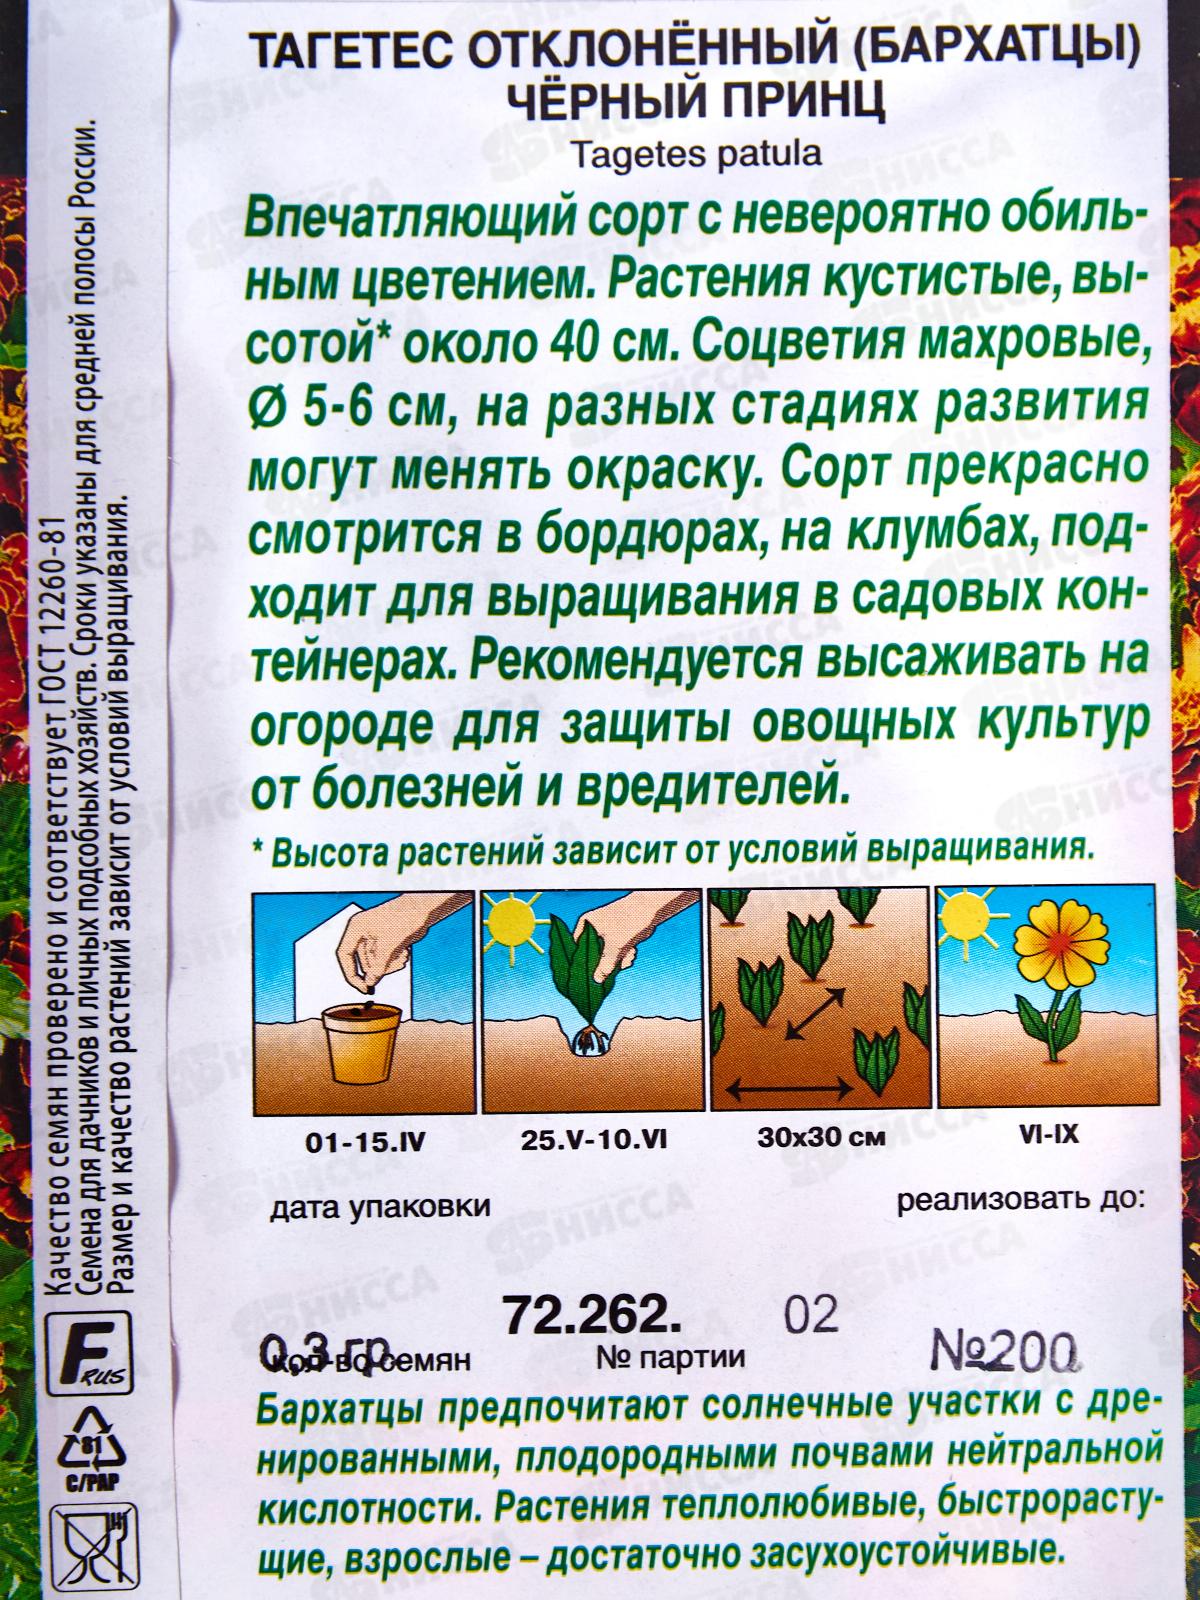 ТАГЕТЕС ОТКЛОНЁННЫЙ (БАРХАТЦЫ)
ЧЁРНЫЙ ПРИНЦ
Tagetes patula
Впечатляющий сорт с невероятно обиль-
ным цветением. Растения кустистые, вы-
сотой* около 40 см. Соцветия махровые,
Ø 5-6 см, на разных стадиях развития
могут менять окраску. Сорт прекрасно
смотрится в бордюрах, на клумбах, под-
ходит для выращивания в садовых кон-
тейнерах. Рекомендуется высаживать на
огороде для защиты овощных культур
от болезней и вредителей.
* Высота растений зависит от условий выращивания.
01-15.IV 25.V-10.VI 30х30 см VI-IX
дата упаковки реализовать до:
72.262. 02
0,3 гр №200
кол-во семян № партии
Бархатцы предпочитают солнечные участки с дре-
нированными, плодородными почвами нейтральной
кислотности. Растения теплолюбивые, быстрорасту-
щие, взрослые – достаточно засухоустойчивые.
Качество семян проверено и соответствует ГОСТ 12260-81
Семена для дачников и личных подсобных хозяйств. Сроки указаны для средней полосы России.
Размер и качество растений зависит от условий выращивания.
F RUS
81
C/PAP